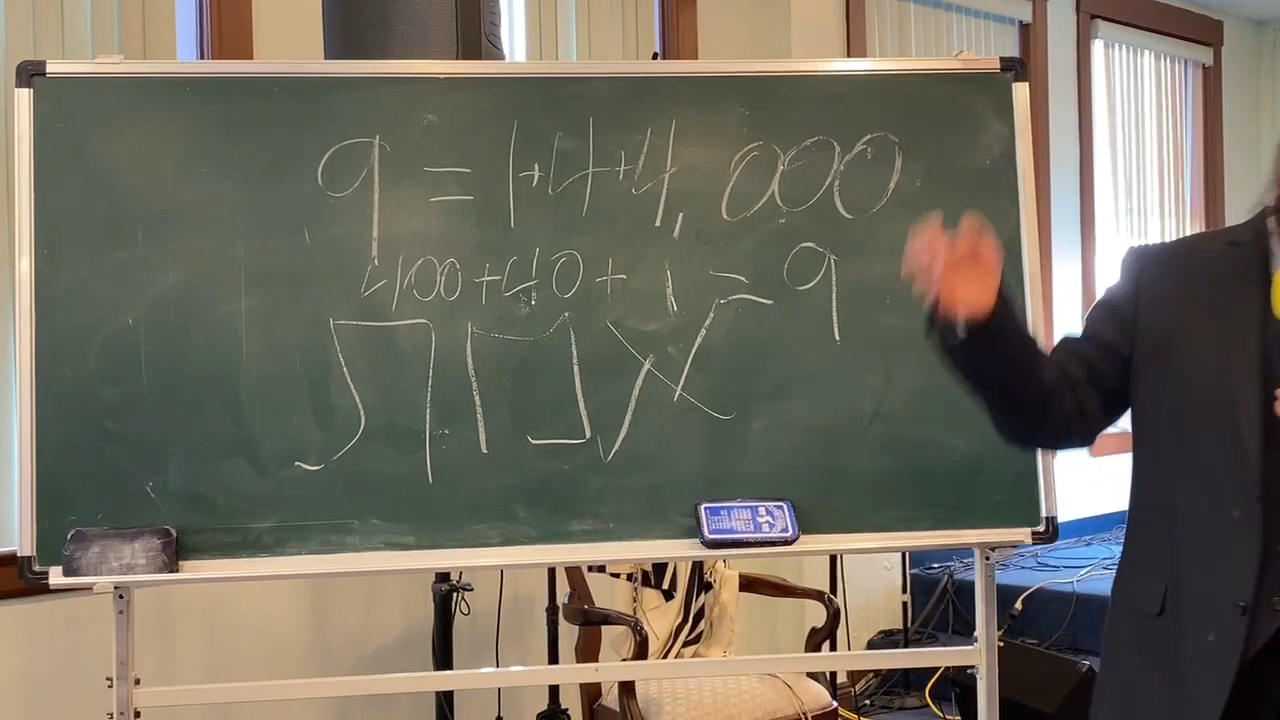 9 = 1+4+4,000
400 + 40 + 1 = 9
אמת